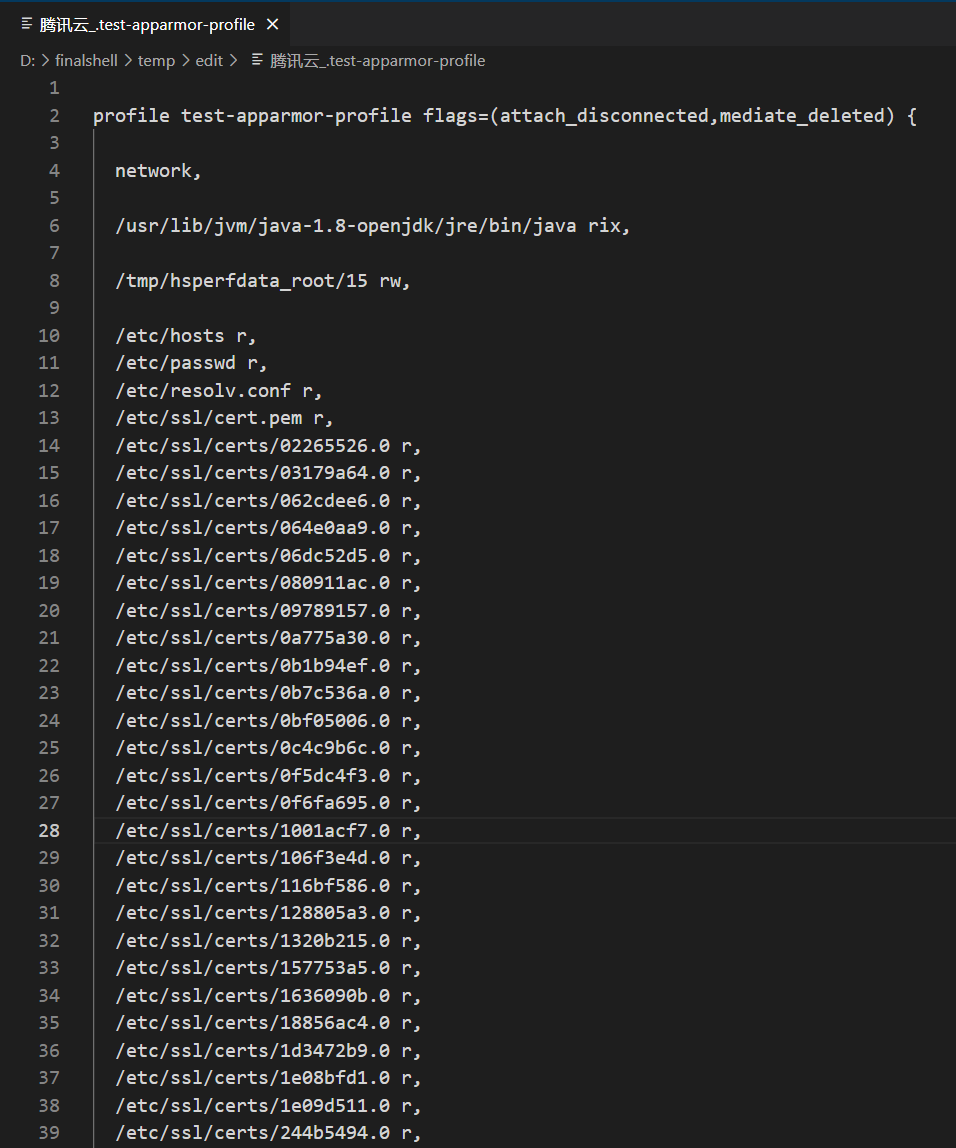 腾讯云_.test-apparmor-profile
D: > finalshell > temp > edit > 腾讯云_.test-apparmor-profile
1
2 profile test-apparmor-profile flags=(attach_disconnected,mediate_deleted) {
3
4 network,
5
6 /usr/lib/jvm/java-1.8-openjdk/jre/bin/java rix,
7
8 /tmp/hsperfdata_root/15 rw,
9
10 /etc/hosts r,
11 /etc/passwd r,
12 /etc/resolv.conf r,
13 /etc/ssl/cert.pem r,
14 /etc/ssl/certs/02265526.0 r,
15 /etc/ssl/certs/03179a64.0 r,
16 /etc/ssl/certs/062cdee6.0 r,
17 /etc/ssl/certs/064e0aa9.0 r,
18 /etc/ssl/certs/06dc52d5.0 r,
19 /etc/ssl/certs/080911ac.0 r,
20 /etc/ssl/certs/09789157.0 r,
21 /etc/ssl/certs/0a775a30.0 r,
22 /etc/ssl/certs/0b1b94ef.0 r,
23 /etc/ssl/certs/0b7c536a.0 r,
24 /etc/ssl/certs/0bf05006.0 r,
25 /etc/ssl/certs/0c4c9b6c.0 r,
26 /etc/ssl/certs/0f5dc4f3.0 r,
27 /etc/ssl/certs/0f6fa695.0 r,
28 /etc/ssl/certs/1001acf7.0 r,
29 /etc/ssl/certs/106f3e4d.0 r,
30 /etc/ssl/certs/116bf586.0 r,
31 /etc/ssl/certs/128805a3.0 r,
32 /etc/ssl/certs/1320b215.0 r,
33 /etc/ssl/certs/157753a5.0 r,
34 /etc/ssl/certs/1636090b.0 r,
35 /etc/ssl/certs/18856ac4.0 r,
36 /etc/ssl/certs/1d3472b9.0 r,
37 /etc/ssl/certs/1e08bfd1.0 r,
38 /etc/ssl/certs/1e09d511.0 r,
39 /etc/ssl/certs/244b5494.0 r,